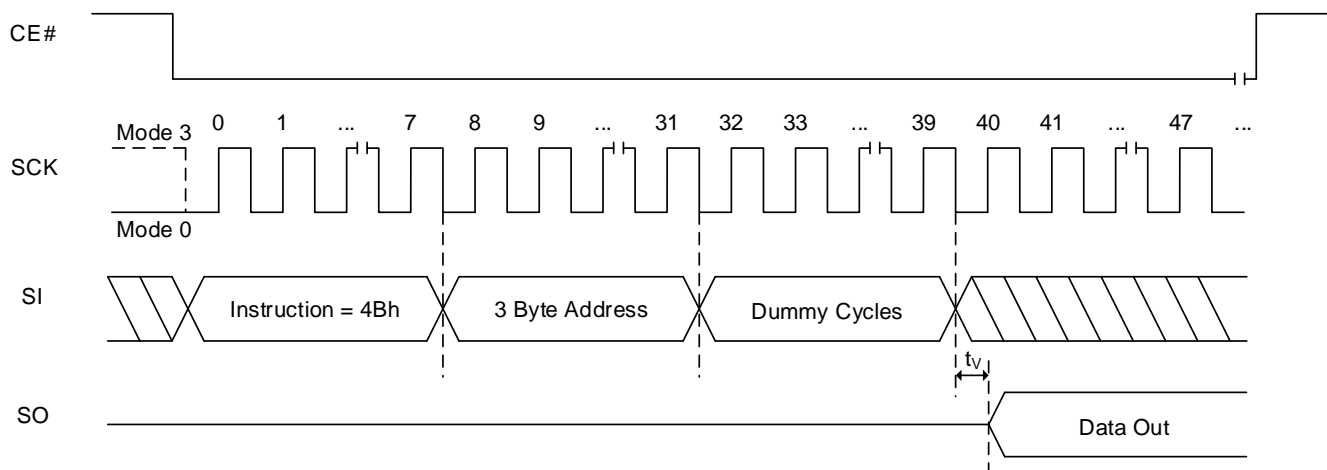 CE#
Mode 3 0 1 ... 7 8 9 ... 31 32 33 ... 39 40 41 ... 47 ...
SCK
Mode 0
SI Instruction = 4Bh 3 Byte Address Dummy Cycles
tV
SO Data Out